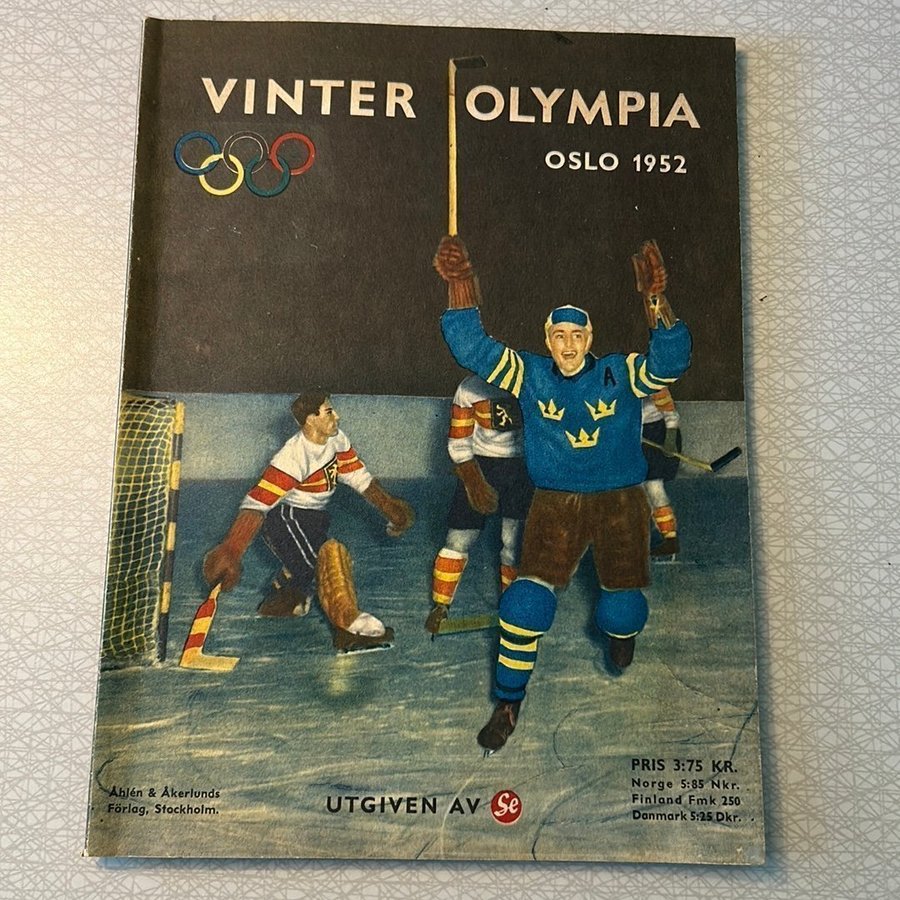 VINTER OLYMPIA
OSLO 1952
A
PRIS 3:75 KR.
Norge 5:85 Nkr.
Finland Fmk 250
Danmark 5:25 Dkr.
Åhlén & Åkerlunds
Förlag, Stockholm.
UTGIVEN AV Se